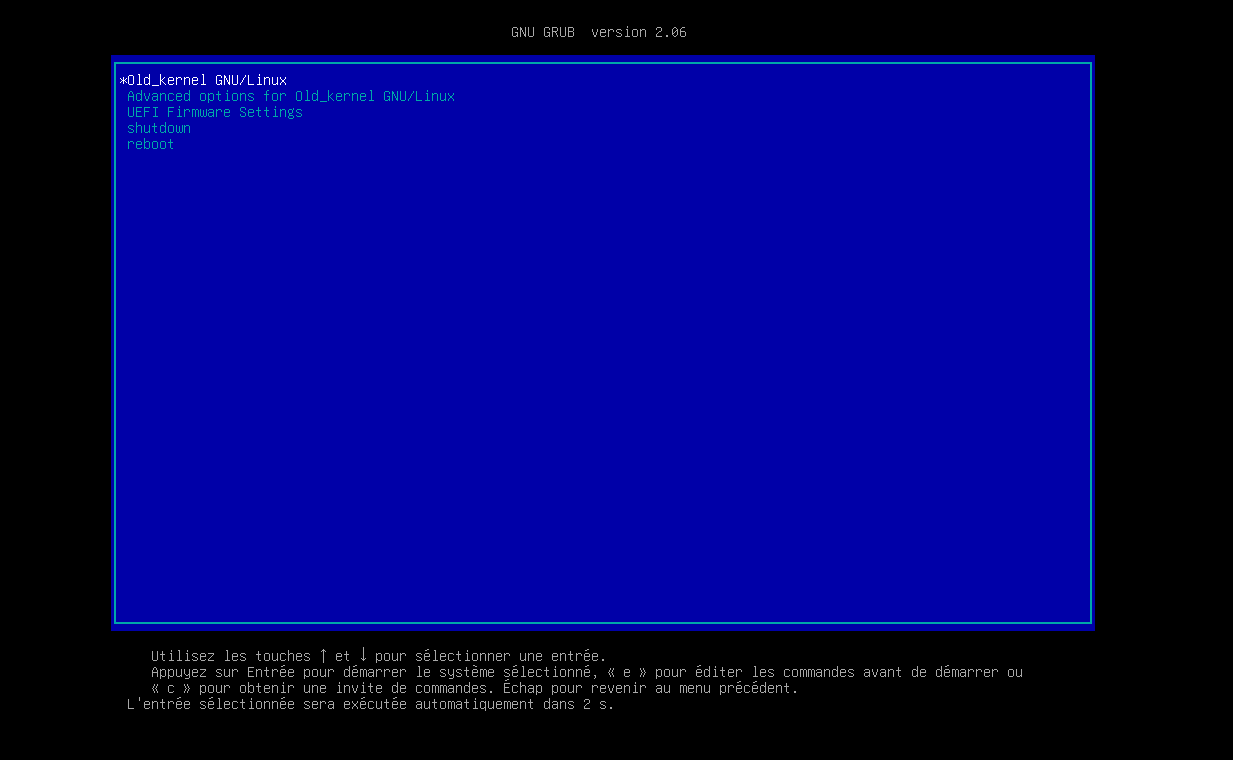 GNU GRUB  version 2.06
*Old_kernel GNU/Linux
Advanced options for Old_kernel GNU/Linux
UEFI Firmware Settings
shutdown
reboot
Utilisez les touches ↑ et ↓ pour sélectionner une entrée.
Appuyez sur Entrée pour démarrer le système sélectionné, « e » pour éditer les commandes avant de démarrer ou
« c » pour obtenir une invite de commandes. Échap pour revenir au menu précédent.
L'entrée sélectionnée sera exécutée automatiquement dans 2 s.